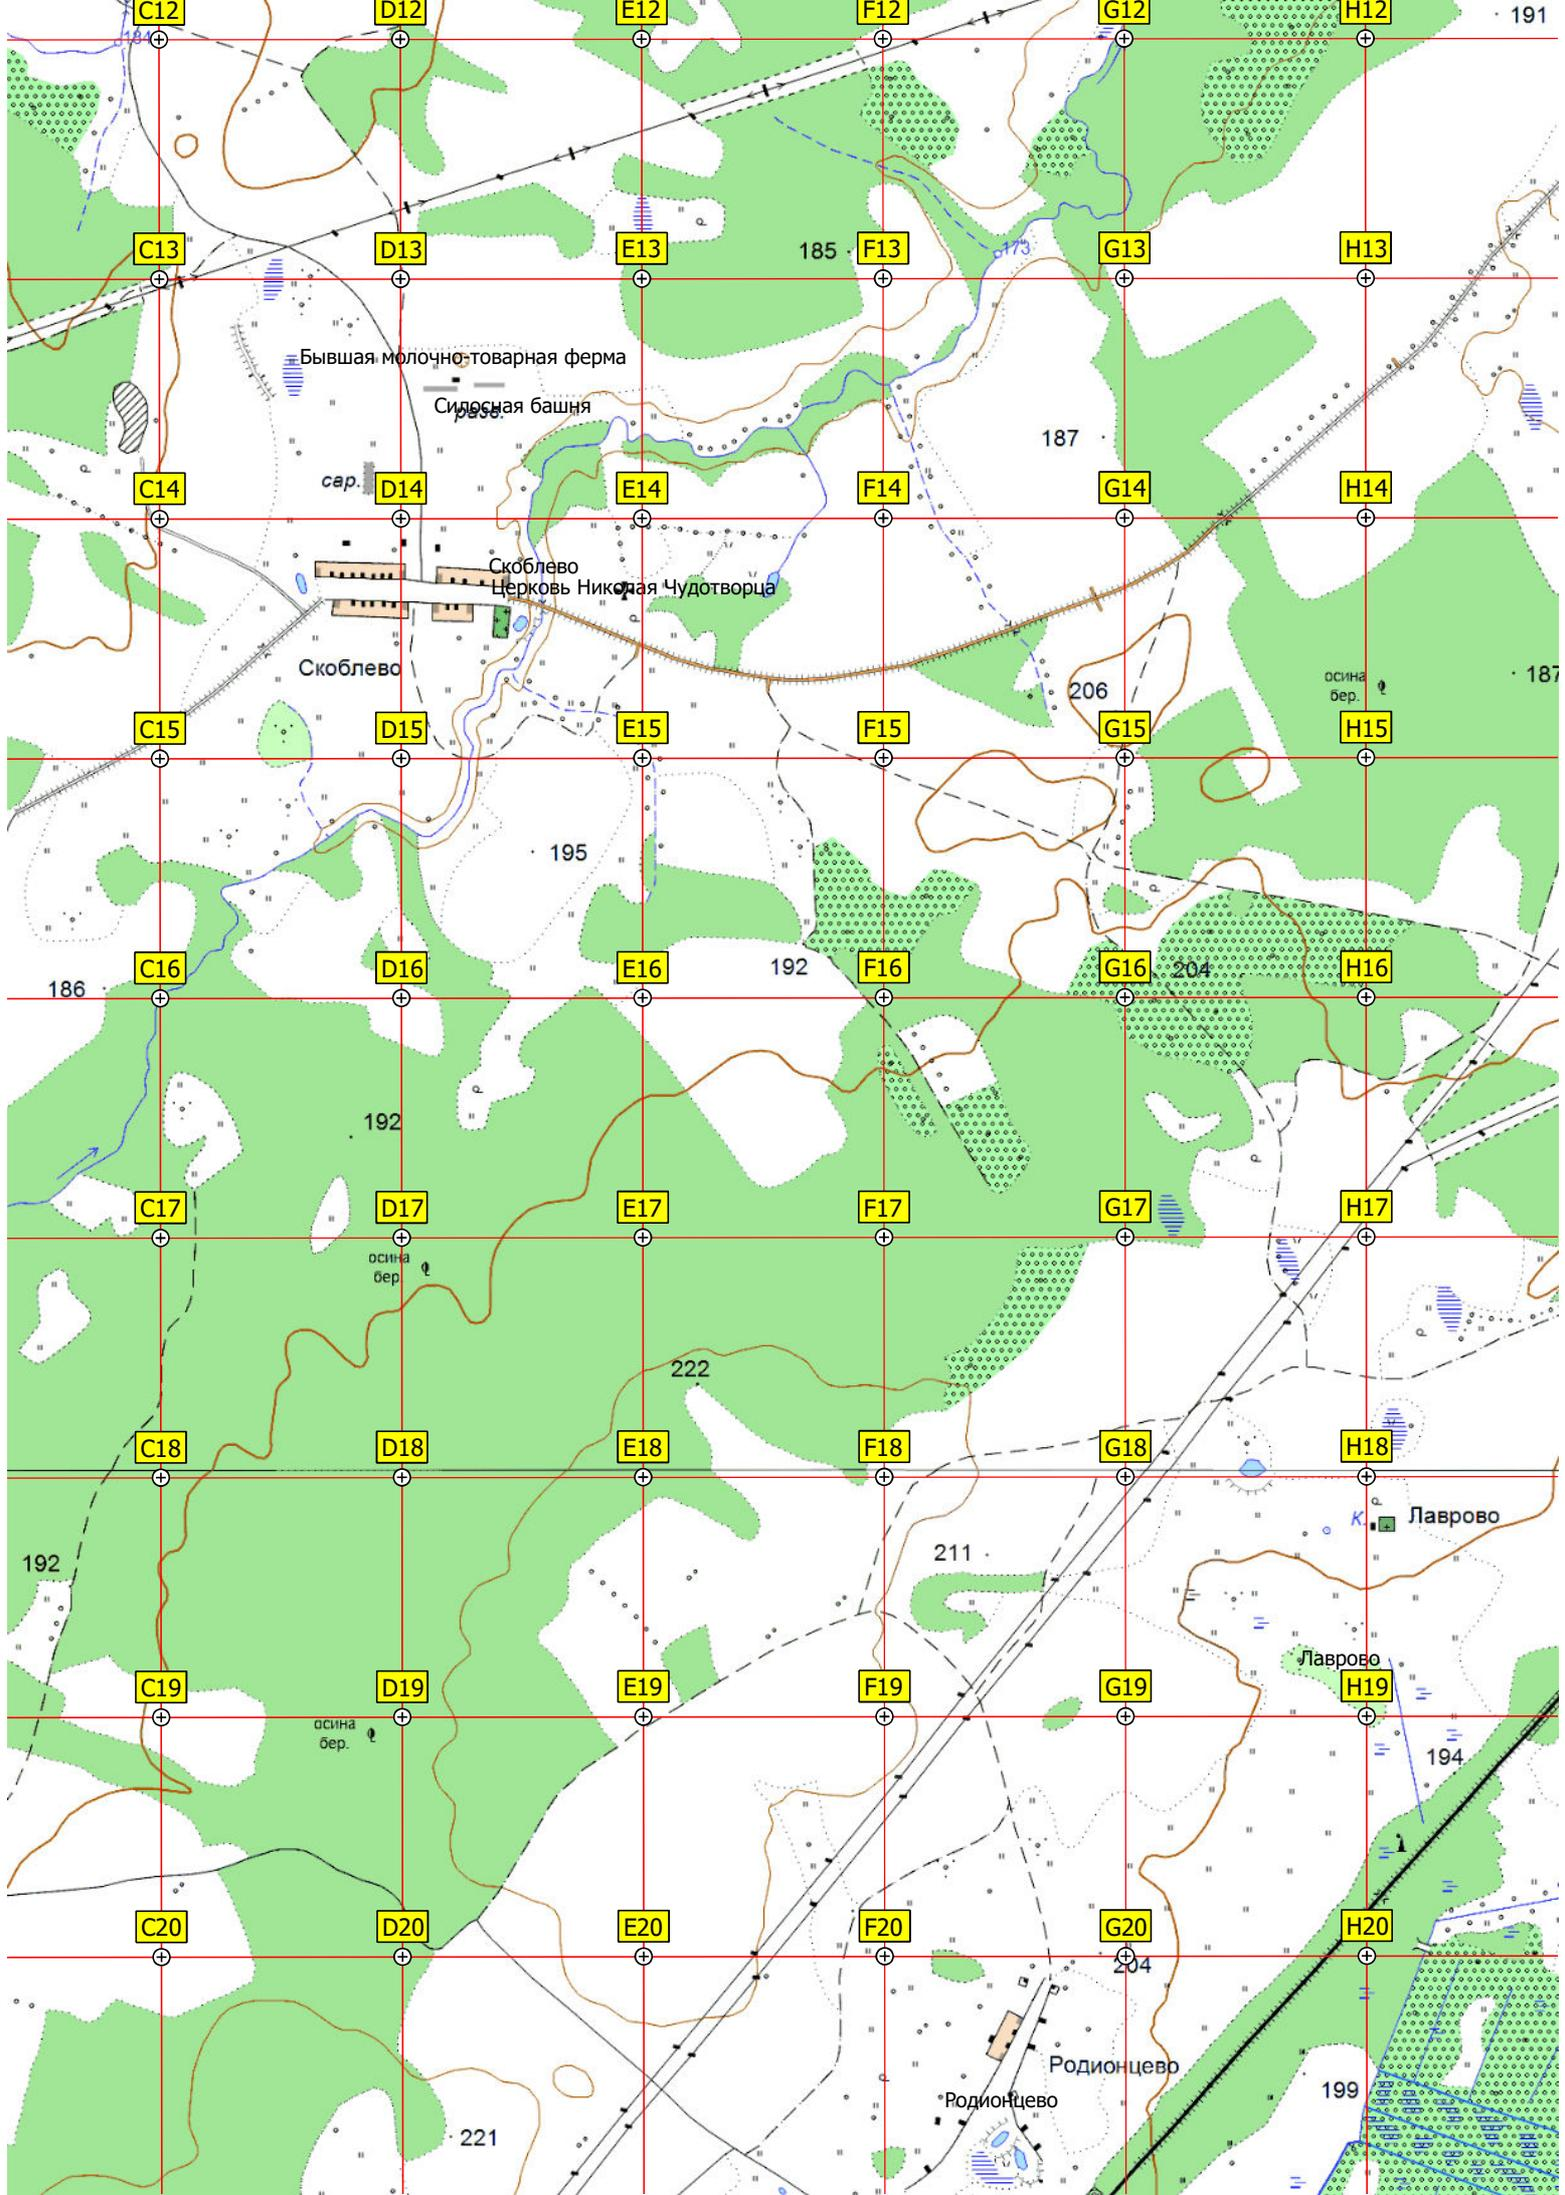 C12 D12 E12 F12 G12 H12 191
184
C13 D13 E13 185 F13 173 G13 H13
Бывшая молочно-товарная ферма
Силосная башня
разв.
187
сар.
C14 D14 E14 F14 G14 H14
Скоблево
Церковь Николая Чудотворца
Скоблево
206
осина
бер.
187
C15 D15 E15 F15 G15 H15
195
C16 D16 E16 192 F16 G16 204 H16
186
192
C17 D17 E17 F17 G17 H17
осина
бер.
222
C18 D18 E18 F18 G18 H18
К. Лаврово
192
211
Лаврово
C19 D19 E19 F19 G19 H19
осина
бер.
194
C20 D20 E20 F20 G20 H20
204
Родионцево
199
Родионцево
221